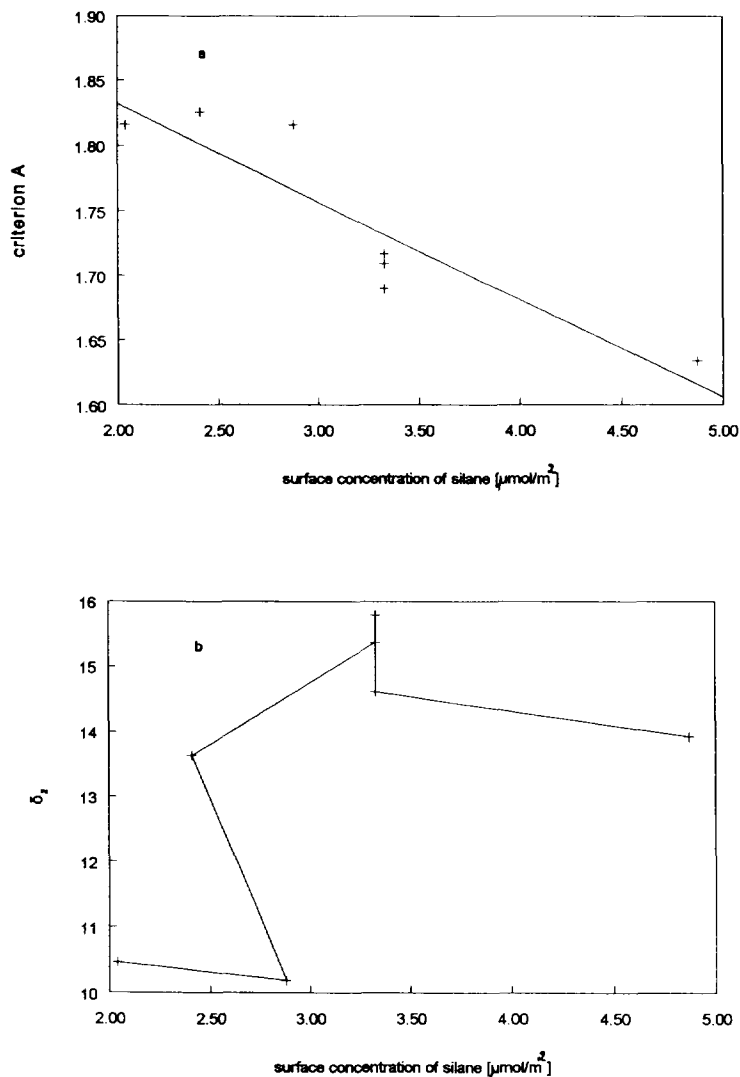 1.90
a
1.85
1.80
criterion A
1.75
1.70
1.65
1.60
2.00 2.50 3.00 3.50 4.00 4.50 5.00
surface concentration of silane [µmol/m²]
16
b
15
14
13
δ₂
12
11
10
2.00 2.50 3.00 3.50 4.00 4.50 5.00
surface concentration of silane [µmol/m²]